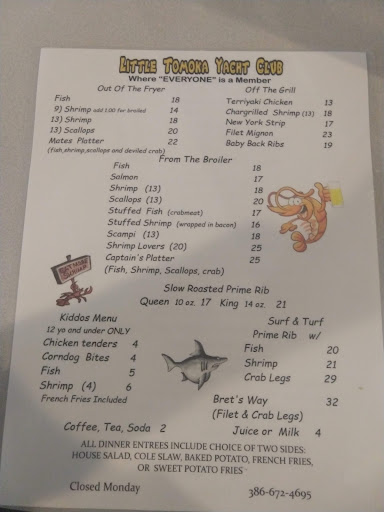 LITTLE TOMOKA YACHT CLUB
Where "EVERYONE" is a Member
Out Of The Fryer
Fish 18
9) Shrimp add 1.00 for broiled 14
13) Shrimp 18
13) Scallops 20
Mates Platter 22
(fish,shrimp,scallops and deviled crab)
Off The Grill
Terriyaki Chicken 13
Chargrilled Shrimp (13) 18
New York Strip 17
Filet Mignon 23
Baby Back Ribs 19
From The Broiler
Fish 18
Salmon 17
Shrimp (13) 18
Scallops (13) 20
Stuffed Fish (crabmeat) 17
Stuffed Shrimp (wrapped in bacon) 16
Scampi (13) 18
Shrimp Lovers (20) 25
Captain's Platter 25
(Fish, Shrimp, Scallops, crab)
Slow Roasted Prime Rib
Queen 10 oz. 17 King 14 oz. 21
Kiddos Menu
12 yo and under ONLY
Chicken tenders 4
Corndog Bites 4
Fish 5
Shrimp (4) 6
French Fries Included
Surf & Turf
Prime Rib w/
Fish 20
Shrimp 21
Crab Legs 29
Bret's Way 32
(Filet & Crab Legs)
Coffee, Tea, Soda 2
Juice or Milk 4
ALL DINNER ENTREES INCLUDE CHOICE OF TWO SIDES:
HOUSE SALAD, COLE SLAW, BAKED POTATO, FRENCH FRIES,
OR SWEET POTATO FRIES
Closed Monday
386-672-4695